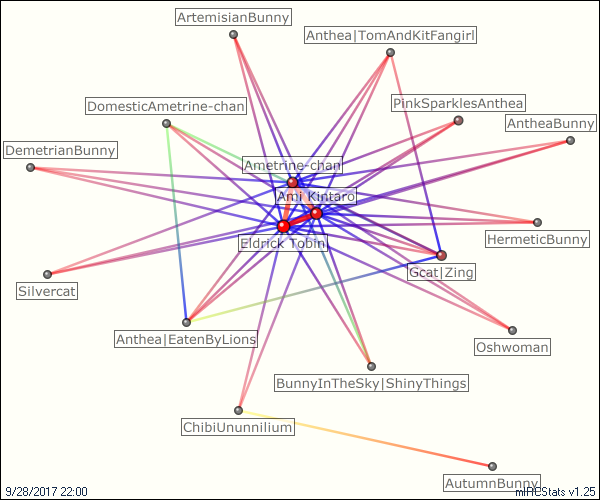 ArtemisianBunny
Anthea|TomAndKitFangirl
DomesticAmetrine-chan
PinkSparklesAnthea
AntheaBunny
DemetrianBunny
Ametrine-chan
Ami Kintaro
Eldrick Tobin
HermeticBunny
Gcat|Zing
Silvercat
Anthea|EatenByLions
Oshwoman
BunnyInTheSky|ShinyThings
ChibiUnunnilium
AutumnBunny
9/28/2017 22:00
mIRCStats v1.25